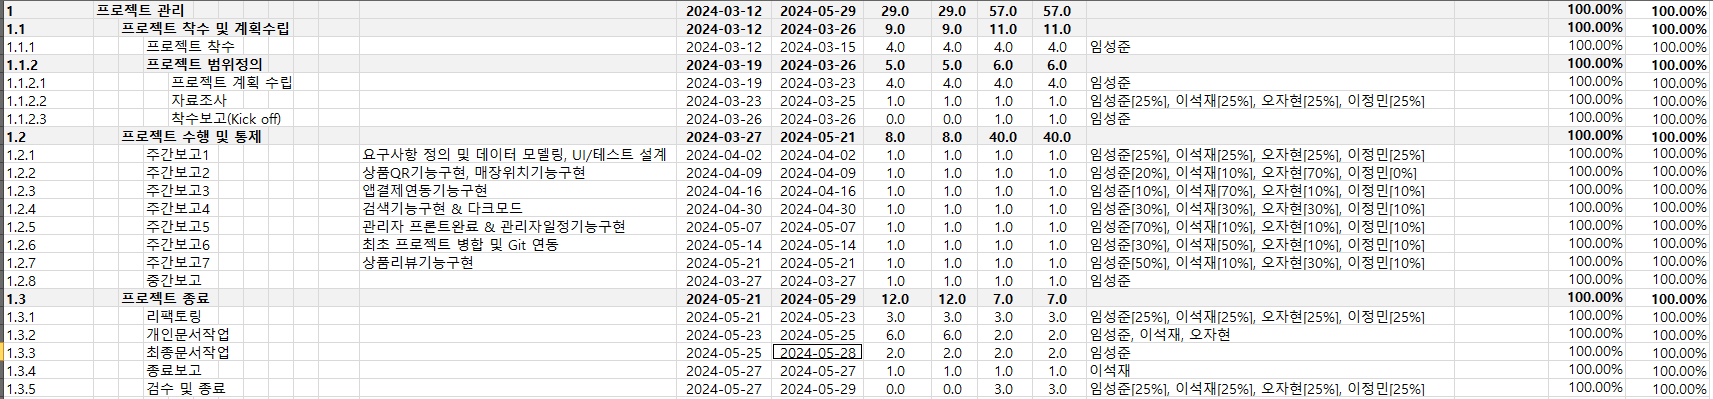 1 프로젝트 관리 2024-03-12 2024-05-29 29.0 29.0 57.0 57.0 100.00% 100.00%
1.1 프로젝트 착수 및 계획수립 2024-03-12 2024-03-26 9.0 9.0 11.0 11.0 100.00% 100.00%
1.1.1 프로젝트 착수 2024-03-12 2024-03-15 4.0 4.0 4.0 4.0 임성준 100.00% 100.00%
1.1.2 프로젝트 범위정의 2024-03-19 2024-03-26 5.0 5.0 6.0 6.0 100.00% 100.00%
1.1.2.1 프로젝트 계획 수립 2024-03-19 2024-03-23 4.0 4.0 4.0 4.0 임성준 100.00% 100.00%
1.1.2.2 자료조사 2024-03-23 2024-03-25 1.0 1.0 1.0 1.0 임성준[25%], 이석재[25%], 오자현[25%], 이정민[25%] 100.00% 100.00%
1.1.2.3 착수보고(Kick off) 2024-03-26 2024-03-26 0.0 0.0 1.0 1.0 임성준 100.00% 100.00%
1.2 프로젝트 수행 및 통제 2024-03-27 2024-05-21 8.0 8.0 40.0 40.0 100.00% 100.00%
1.2.1 주간보고1 요구사항 정의 및 데이터 모델링, UI/테스트 설계 2024-04-02 2024-04-02 1.0 1.0 1.0 1.0 임성준[25%], 이석재[25%], 오자현[25%], 이정민[25%] 100.00% 100.00%
1.2.2 주간보고2 상품QR기능구현, 매장위치기능구현 2024-04-09 2024-04-09 1.0 1.0 1.0 1.0 임성준[20%], 이석재[10%], 오자현[70%], 이정민[0%] 100.00% 100.00%
1.2.3 주간보고3 앱결제연동기능구현 2024-04-16 2024-04-16 1.0 1.0 1.0 1.0 임성준[10%], 이석재[70%], 오자현[10%], 이정민[10%] 100.00% 100.00%
1.2.4 주간보고4 검색기능구현 & 다크모드 2024-04-30 2024-04-30 1.0 1.0 1.0 1.0 임성준[30%], 이석재[30%], 오자현[30%], 이정민[10%] 100.00% 100.00%
1.2.5 주간보고5 관리자 프론트완료 & 관리자일정기능구현 2024-05-07 2024-05-07 1.0 1.0 1.0 1.0 임성준[70%], 이석재[10%], 오자현[10%], 이정민[10%] 100.00% 100.00%
1.2.6 주간보고6 최초 프로젝트 병합 및 Git 연동 2024-05-14 2024-05-14 1.0 1.0 1.0 1.0 임성준[30%], 이석재[50%], 오자현[10%], 이정민[10%] 100.00% 100.00%
1.2.7 주간보고7 상품리뷰기능구현 2024-05-21 2024-05-21 1.0 1.0 1.0 1.0 임성준[50%], 이석재[10%], 오자현[30%], 이정민[10%] 100.00% 100.00%
1.2.8 중간보고 2024-03-27 2024-03-27 1.0 1.0 1.0 1.0 임성준 100.00% 100.00%
1.3 프로젝트 종료 2024-05-21 2024-05-29 12.0 12.0 7.0 7.0 100.00% 100.00%
1.3.1 리팩토링 2024-05-21 2024-05-23 3.0 3.0 3.0 3.0 임성준[25%], 이석재[25%], 오자현[25%], 이정민[25%] 100.00% 100.00%
1.3.2 개인문서작업 2024-05-23 2024-05-25 6.0 6.0 2.0 2.0 임성준, 이석재, 오자현 100.00% 100.00%
1.3.3 최종문서작업 2024-05-25 2024-05-28 2.0 2.0 2.0 2.0 임성준 100.00% 100.00%
1.3.4 종료보고 2024-05-27 2024-05-27 1.0 1.0 1.0 1.0 이석재 100.00% 100.00%
1.3.5 검수 및 종료 2024-05-27 2024-05-29 0.0 0.0 3.0 3.0 임성준[25%], 이석재[25%], 오자현[25%], 이정민[25%] 100.00% 100.00%